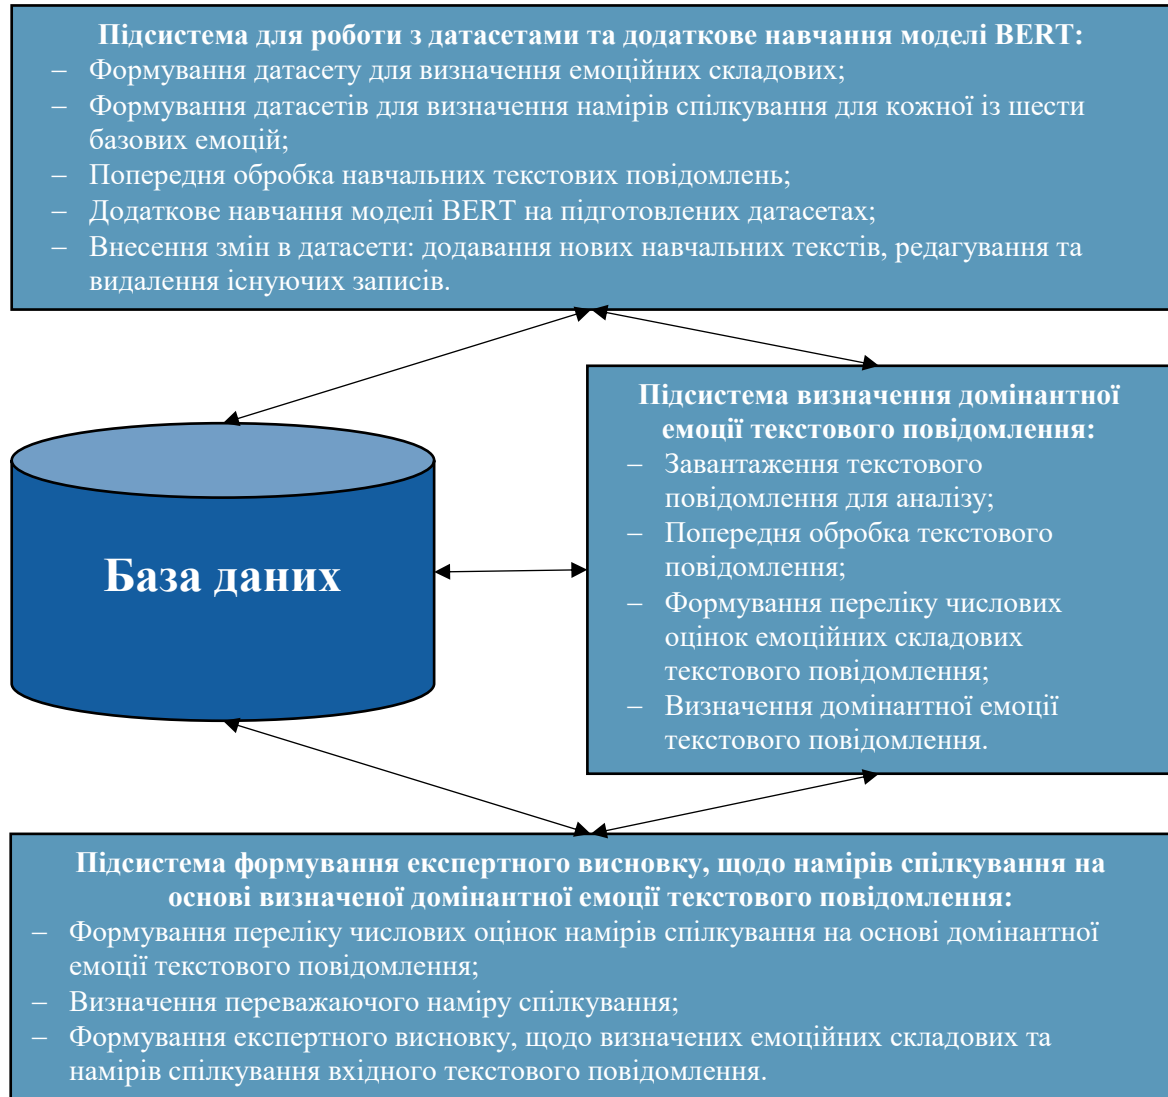 Підсистема для роботи з датасетами та додаткове навчання моделі BERT:
– Формування датасету для визначення емоційних складових;
– Формування датасетів для визначення намірів спілкування для кожної із шести
базових емоцій;
– Попередня обробка навчальних текстових повідомлень;
– Додаткове навчання моделі BERT на підготовлених датасетах;
– Внесення змін в датасети: додавання нових навчальних текстів, редагування та
видалення існуючих записів.
База даних
Підсистема визначення домінантної
емоції текстового повідомлення:
– Завантаження текстового
повідомлення для аналізу;
– Попередня обробка текстового
повідомлення;
– Формування переліку числових
оцінок емоційних складових
текстового повідомлення;
– Визначення домінантної емоції
текстового повідомлення.
Підсистема формування експертного висновку, щодо намірів спілкування на
основі визначеної домінантної емоції текстового повідомлення:
– Формування переліку числових оцінок намірів спілкування на основі домінантної
емоції текстового повідомлення;
– Визначення переважаючого наміру спілкування;
– Формування експертного висновку, щодо визначених емоційних складових та
намірів спілкування вхідного текстового повідомлення.